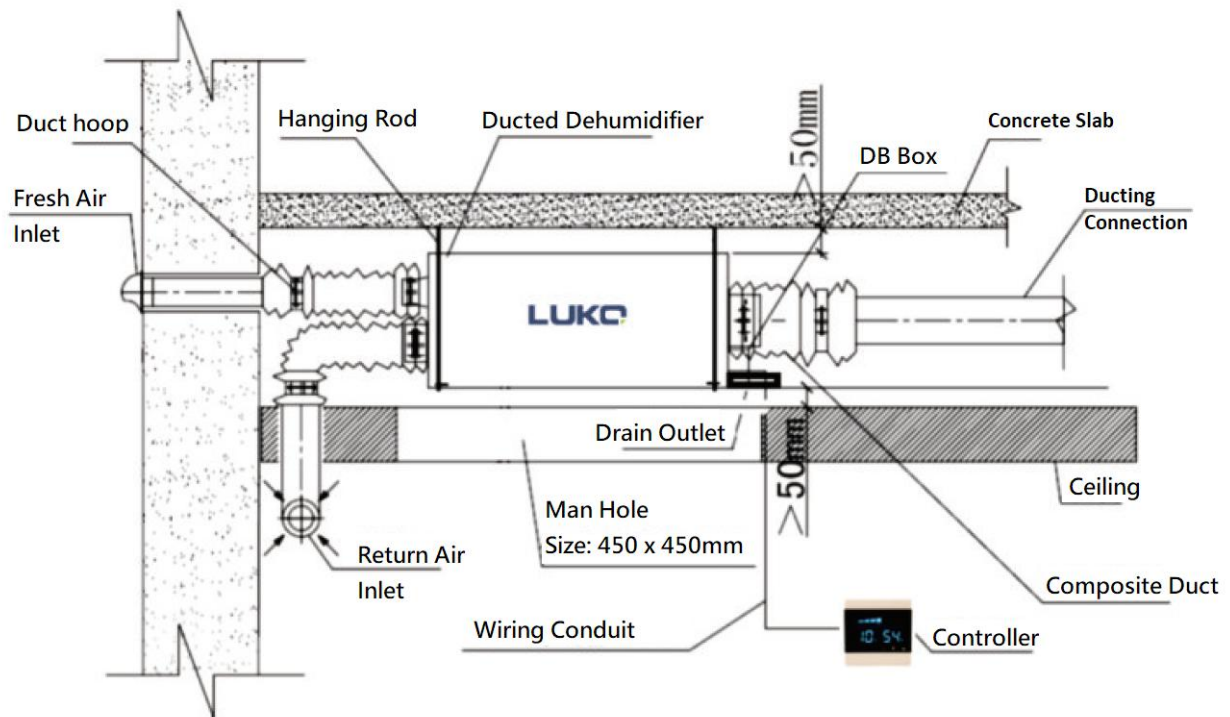 Duct hoop
Hanging Rod
Ducted Dehumidifier
>50mm
Concrete Slab
DB Box
Fresh Air
Inlet
Ducting
Connection
LUKO
Drain Outlet
>50mm
Ceiling
Man Hole
Size: 450 x 450mm
Return Air
Inlet
Composite Duct
Wiring Conduit
10:54
Controller